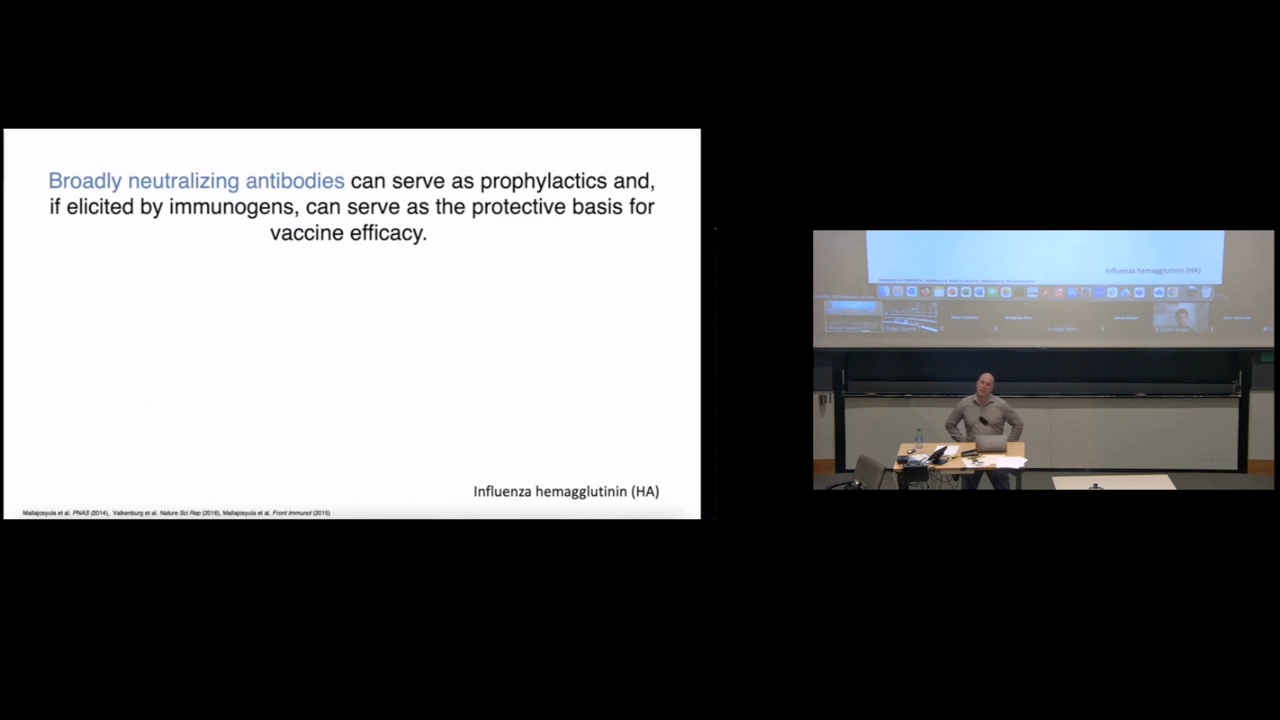 Broadly neutralizing antibodies can serve as prophylactics and,
if elicited by immunogens, can serve as the protective basis for
vaccine efficacy.
Influenza hemagglutinin (HA)
Mallajosyula et al. PNAS (2014), Valkenburg et al. Nature Sci Rep (2016), Mallajosyula et al. Front Immunol (2015)
Influenza hemagglutinin (HA)